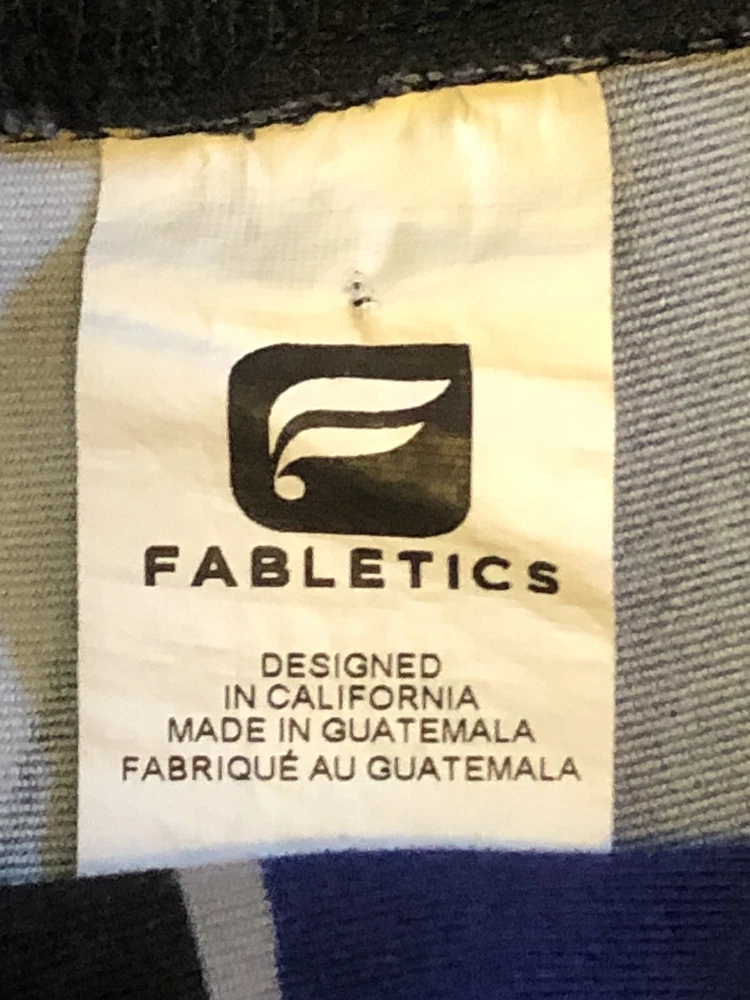 FABLETICS
DESIGNED
IN CALIFORNIA
MADE IN GUATEMALA
FABRIQUÉ AU GUATEMALA